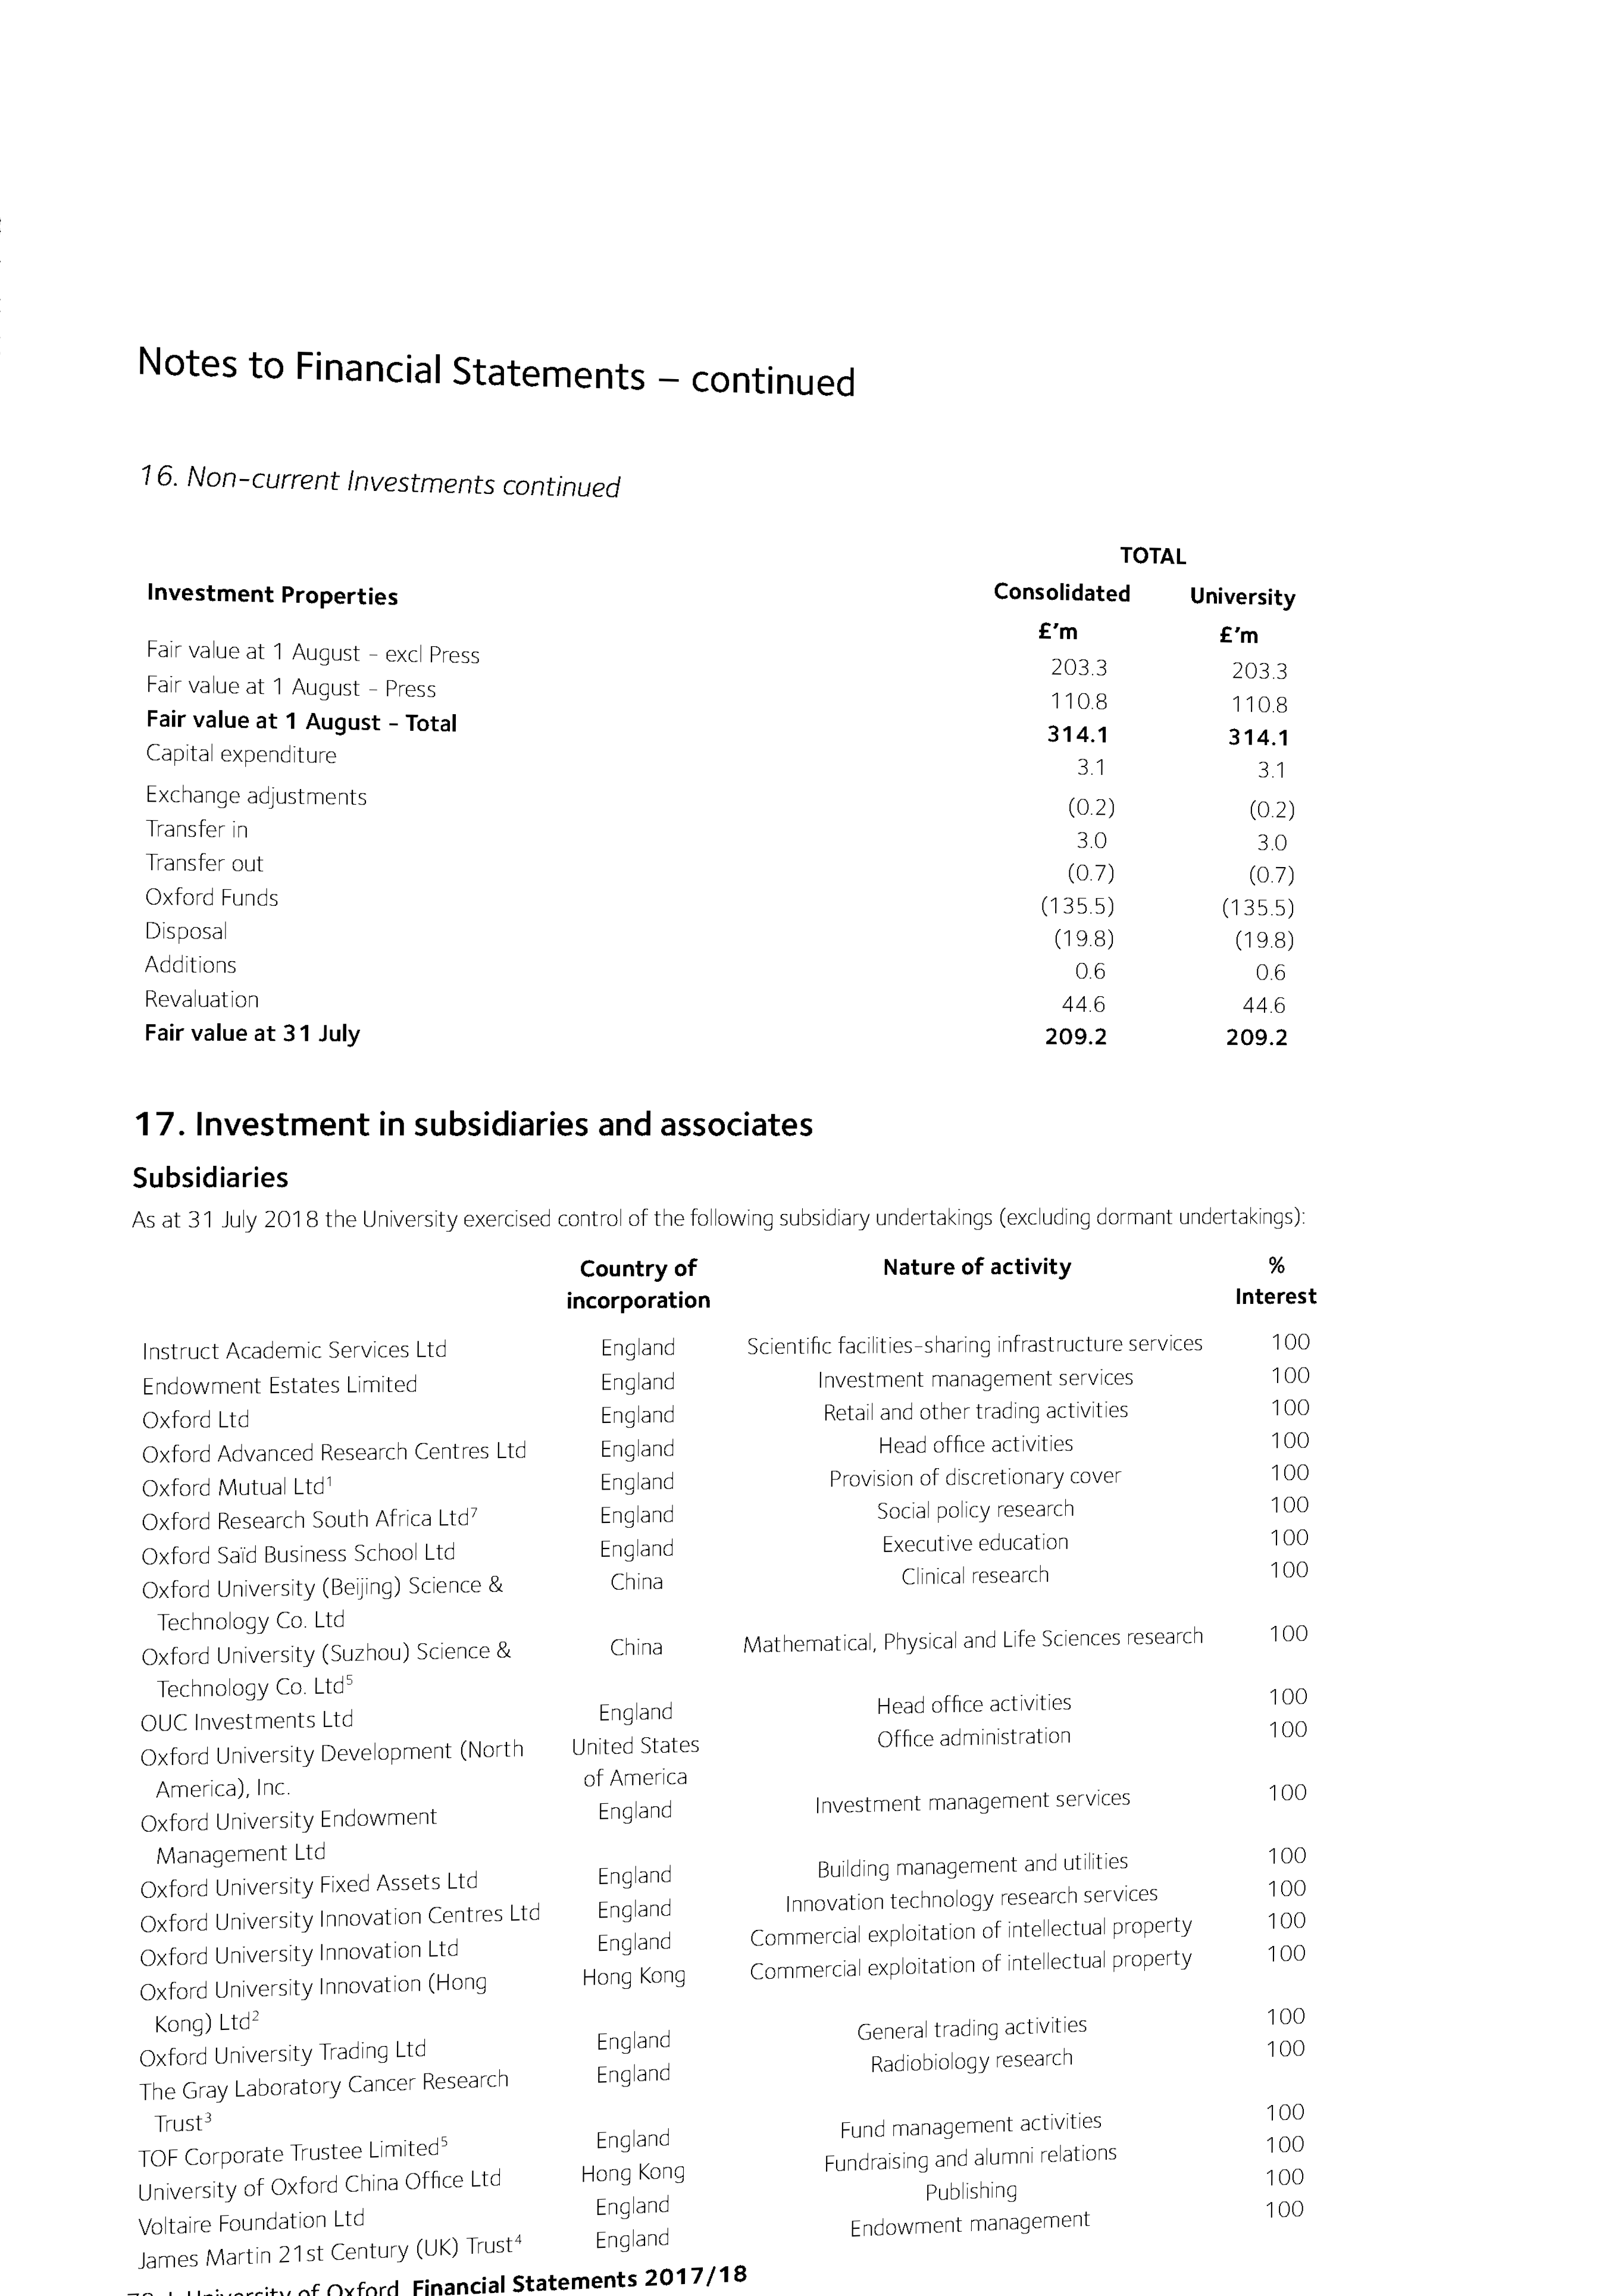 Notes to Financial Statements – continued
16. Non-current Investments continued
TOTAL
Investment Properties Consolidated University
£'m £'m
Fair value at 1 August – excl Press 203.3 203.3
Fair value at 1 August – Press 110.8 110.8
Fair value at 1 August – Total 314.1 314.1
Capital expenditure 3.1 3.1
Exchange adjustments (0.2) (0.2)
Transfer in 3.0 3.0
Transfer out (0.7) (0.7)
Oxford Funds (135.5) (135.5)
Disposal (19.8) (19.8)
Additions 0.6 0.6
Revaluation 44.6 44.6
Fair value at 31 July 209.2 209.2
17. Investment in subsidiaries and associates
Subsidiaries
As at 31 July 2018 the University exercised control of the following subsidiary undertakings (excluding dormant undertakings):
Country of Nature of activity %
incorporation Interest
Instruct Academic Services Ltd England Scientific facilities-sharing infrastructure services 100
Endowment Estates Limited England Investment management services 100
Oxford Ltd England Retail and other trading activities 100
Oxford Advanced Research Centres Ltd England Head office activities 100
Oxford Mutual Ltd¹ England Provision of discretionary cover 100
Oxford Research South Africa Ltd⁷ England Social policy research 100
Oxford Saïd Business School Ltd England Executive education 100
Oxford University (Beijing) Science & China Clinical research 100
Technology Co. Ltd
Oxford University (Suzhou) Science & China Mathematical, Physical and Life Sciences research 100
Technology Co. Ltd⁵
OUC Investments Ltd England Head office activities 100
Oxford University Development (North United States Office administration 100
America), Inc. of America
Oxford University Endowment England Investment management services 100
Management Ltd
Oxford University Fixed Assets Ltd England Building management and utilities 100
Oxford University Innovation Centres Ltd England Innovation technology research services 100
Oxford University Innovation Ltd England Commercial exploitation of intellectual property 100
Oxford University Innovation (Hong Hong Kong Commercial exploitation of intellectual property 100
Kong) Ltd²
Oxford University Trading Ltd England General trading activities 100
The Gray Laboratory Cancer Research England Radiobiology research 100
Trust³
TOF Corporate Trustee Limited⁵ England Fund management activities 100
University of Oxford China Office Ltd Hong Kong Fundraising and alumni relations 100
Voltaire Foundation Ltd England Publishing 100
James Martin 21st Century (UK) Trust⁴ England Endowment management 100
University of Oxford Financial Statements 2017/18